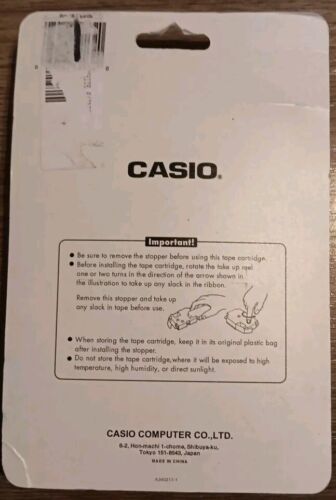 CASIO®
Important!
● Be sure to remove the stopper before using this tape cartridge.
● Before installing the tape cartridge, rotate the take up reel
one or two turns in the direction of the arrow shown in
the illustration to take up any slack in the ribbon.
Remove this stopper and take up
any slack in tape before use.
● When storing the tape cartridge, keep it in its original plastic bag
after installing the stopper.
● Do not store the tape cartridge,where it will be exposed to high
temperature, high humidity, or direct sunlight.
CASIO COMPUTER CO.,LTD.
6-2, Hon-machi 1-chome, Shibuya-ku,
Tokyo 151-8543, Japan
MADE IN CHINA